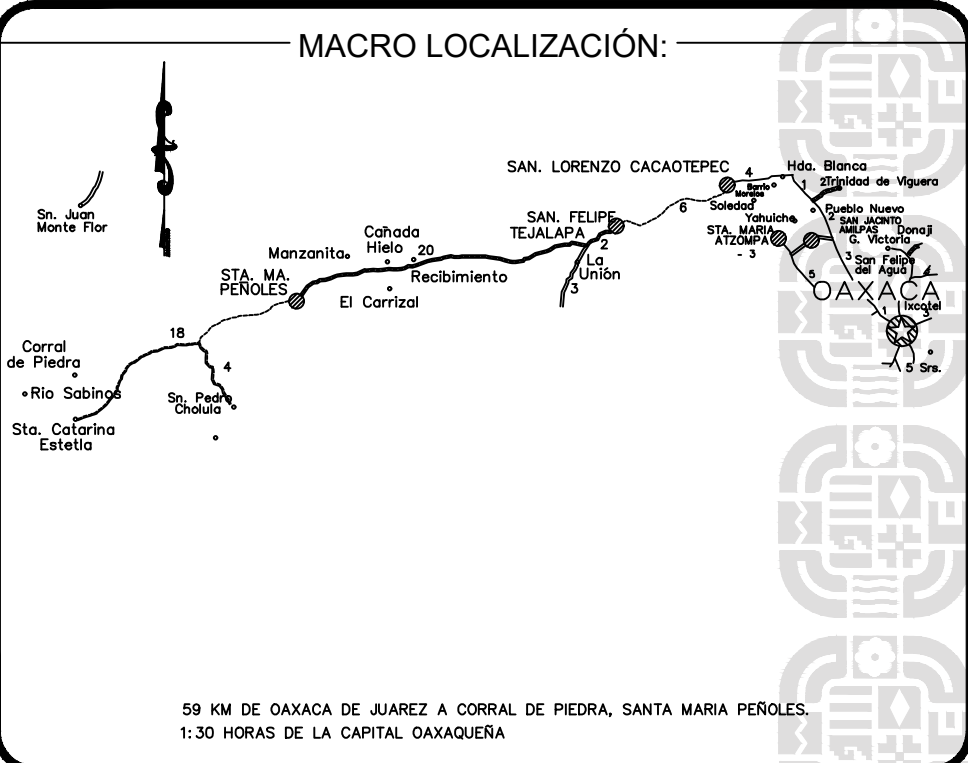 MACRO LOCALIZACIÓN:
SAN. LORENZO CACAOTEPEC
4
Hda. Blanca
1
2
Trinidad de Viguera
Barrio
Morelos
Soledad
6
Pueblo Nuevo
2
Yahuiche
SAN JACINTO
AMILPAS
Donaji
STA. MARIA
ATZOMPA
- 3
G. Victoria
3
San Felipe
del Agua
4
5
OAXACA
Ixcotel
1
3
5 Srs.
Sn. Juan
Monte Flor
SAN. FELIPE
TEJALAPA
2
La
Unión
3
Cañada
Hielo
20
Manzanita
Recibimiento
STA. MA.
PEÑOLES
El Carrizal
18
4
Corral
de Piedra
Rio Sabinos
Sn. Pedro
Cholula
Sta. Catarina
Estetla
59 KM DE OAXACA DE JUAREZ A CORRAL DE PIEDRA, SANTA MARIA PEÑOLES.
1:30 HORAS DE LA CAPITAL OAXAQUEÑA